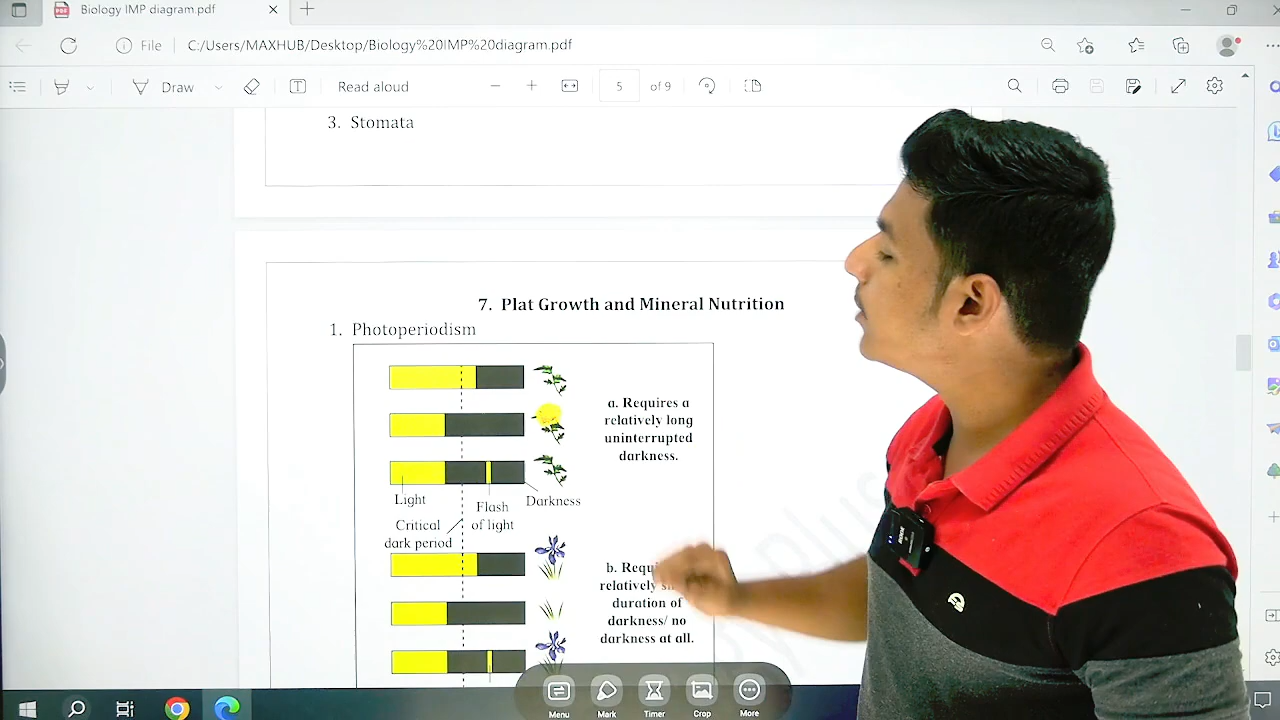 Biology IMP diagram.pdf
File C:/Users/MAXHUB/Desktop/Biology%20IMP%20diagram.pdf
Draw
Read aloud
5 of 9
3. Stomata
7. Plat Growth and Mineral Nutrition
1. Photoperiodism
a. Requires a
relatively long
uninterrupted
darkness.
Light
Flash
of light
Darkness
Critical
dark period
b.
relatively
duration of
darkness/ no
darkness at all.
Menu
Mark
Timer
Crop
More